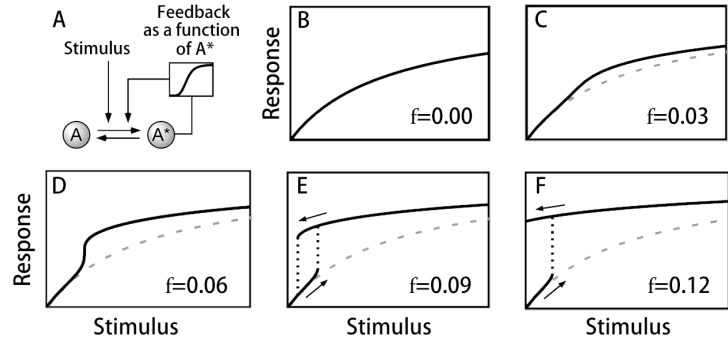 A
Feedback
as a function
of A*
Stimulus
A
A*
B
Response
f=0.00
C
f=0.03
D
Response
f=0.06
Stimulus
E
f=0.09
Stimulus
F
f=0.12
Stimulus